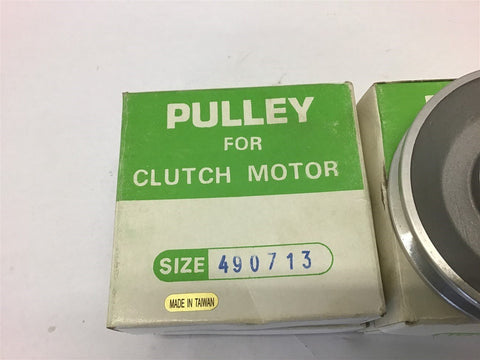 PULLEY
FOR
CLUTCH MOTOR
SIZE 490713
MADE IN TAIWAN